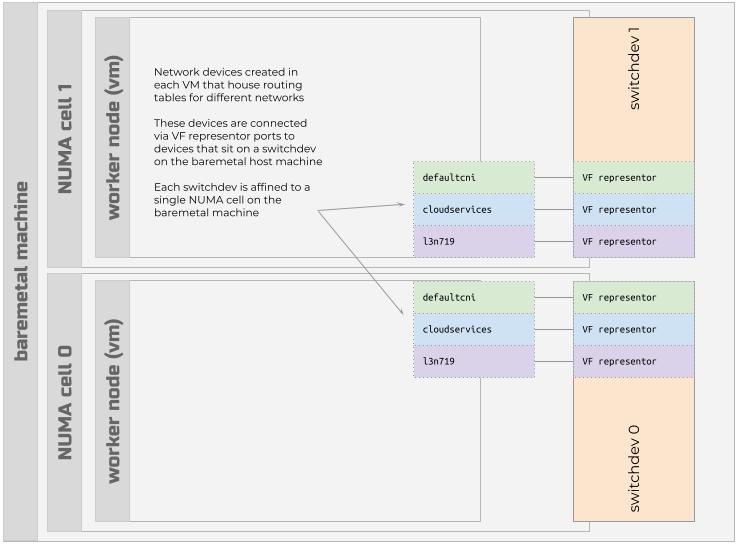 baremetal machine
NUMA cell 1
worker node (vm)
Network devices created in
each VM that house routing
tables for different networks
These devices are connected
via VF representor ports to
devices that sit on a switchdev
on the baremetal host machine
Each switchdev is affined to a
single NUMA cell on the
baremetal machine
switchdev 1
defaultcni
VF representor
cloudservices
VF representor
l3n719
VF representor
NUMA cell 0
worker node (vm)
defaultcni
VF representor
cloudservices
VF representor
l3n719
VF representor
switchdev 0